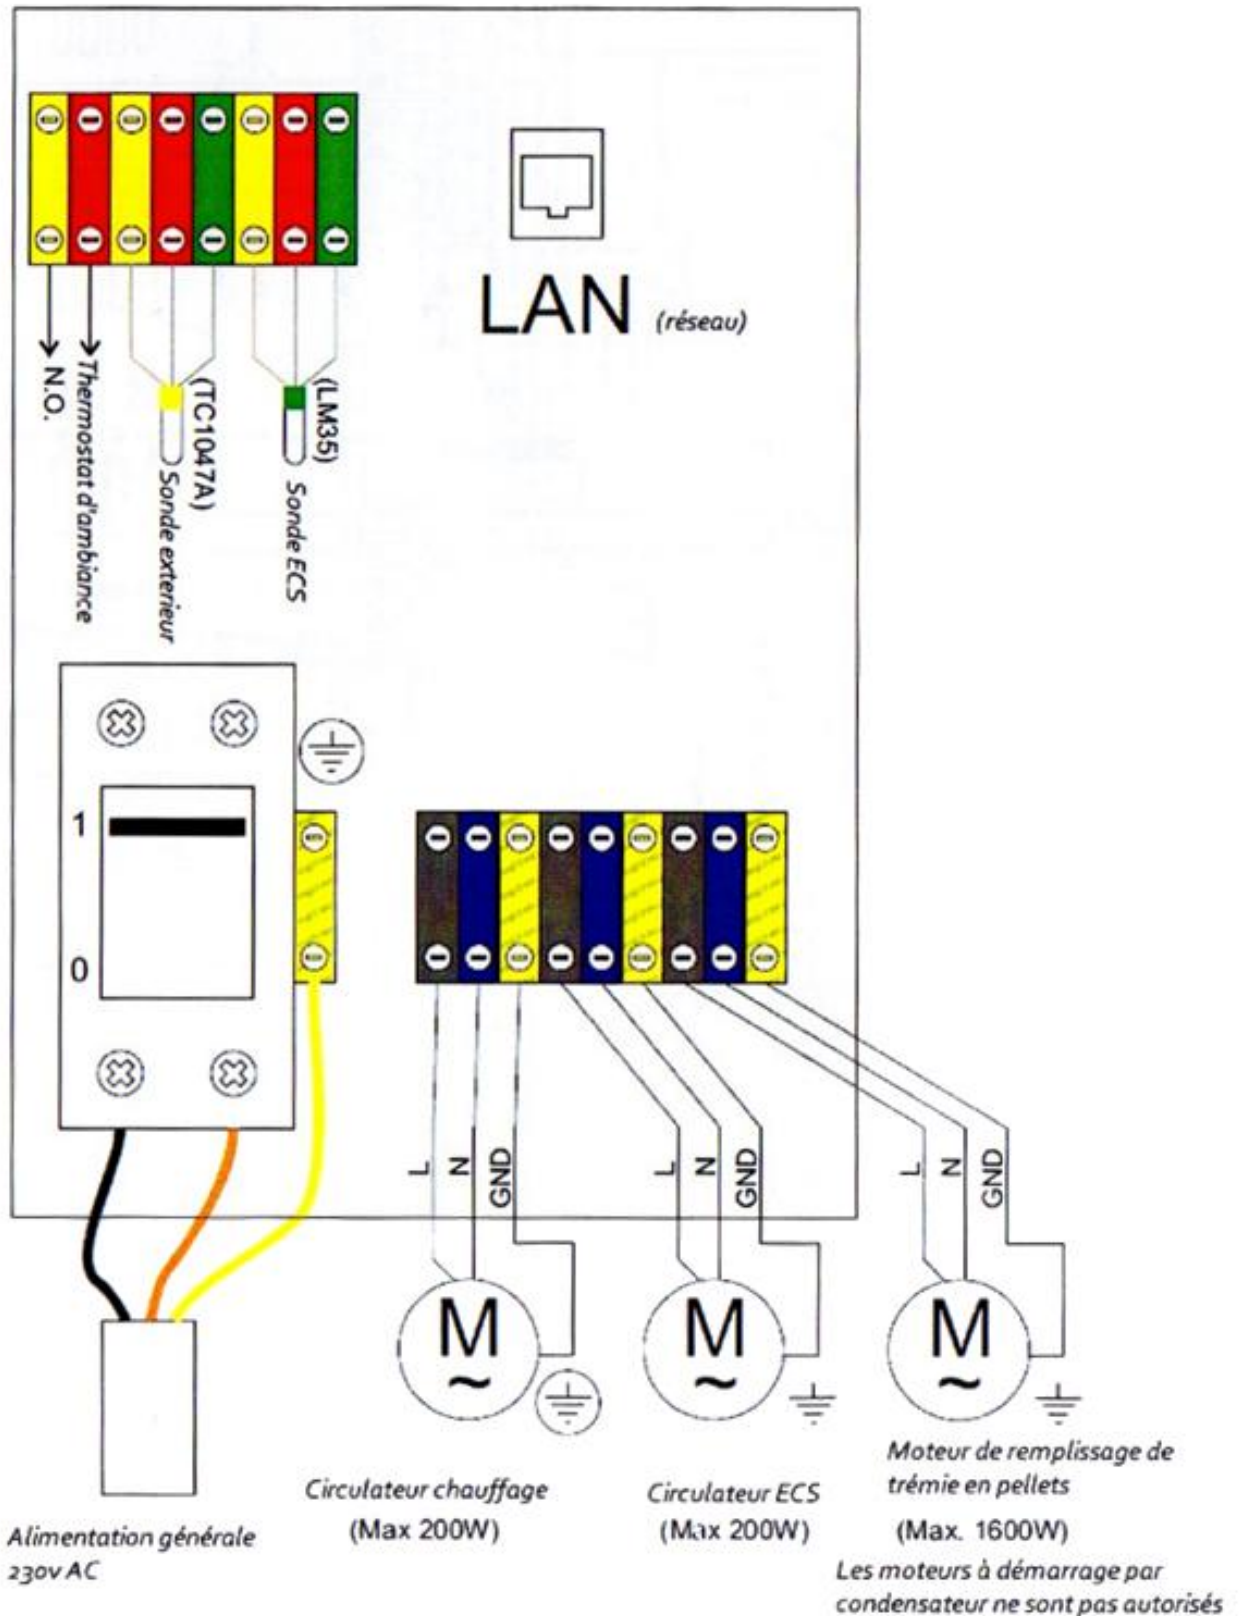 LAN (réseau)
N.O.
Thermostat d'ambiance
(TC1047A)
Sonde exterieur
(LM35)
Sonde ECS
1
0
L
N
GND
L
N
GND
L
N
GND
M
~
M
~
M
~
Alimentation générale
230v AC
Circulateur chauffage
(Max 200W)
Circulateur ECS
(Max 200W)
Moteur de remplissage de
trémie en pellets
(Max. 1600W)
Les moteurs à démarrage par
condensateur ne sont pas autorisés